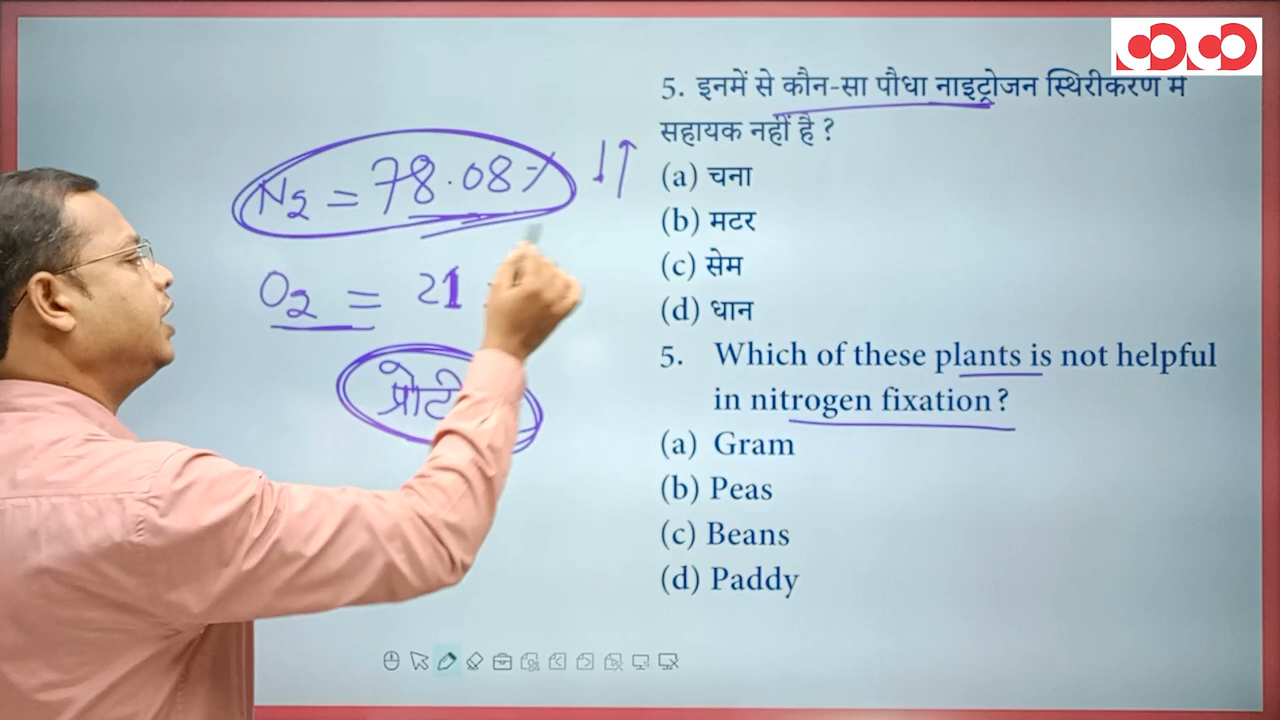 N2 = 78.08% ↓↑
O2 = 21
5. इनमें से कौन-सा पौधा नाइट्रोजन स्थिरीकरण में
सहायक नहीं है ?
(a) चना
(b) मटर
(c) सेम
(d) धान
5. Which of these plants is not helpful
in nitrogen fixation ?
(a) Gram
(b) Peas
(c) Beans
(d) Paddy